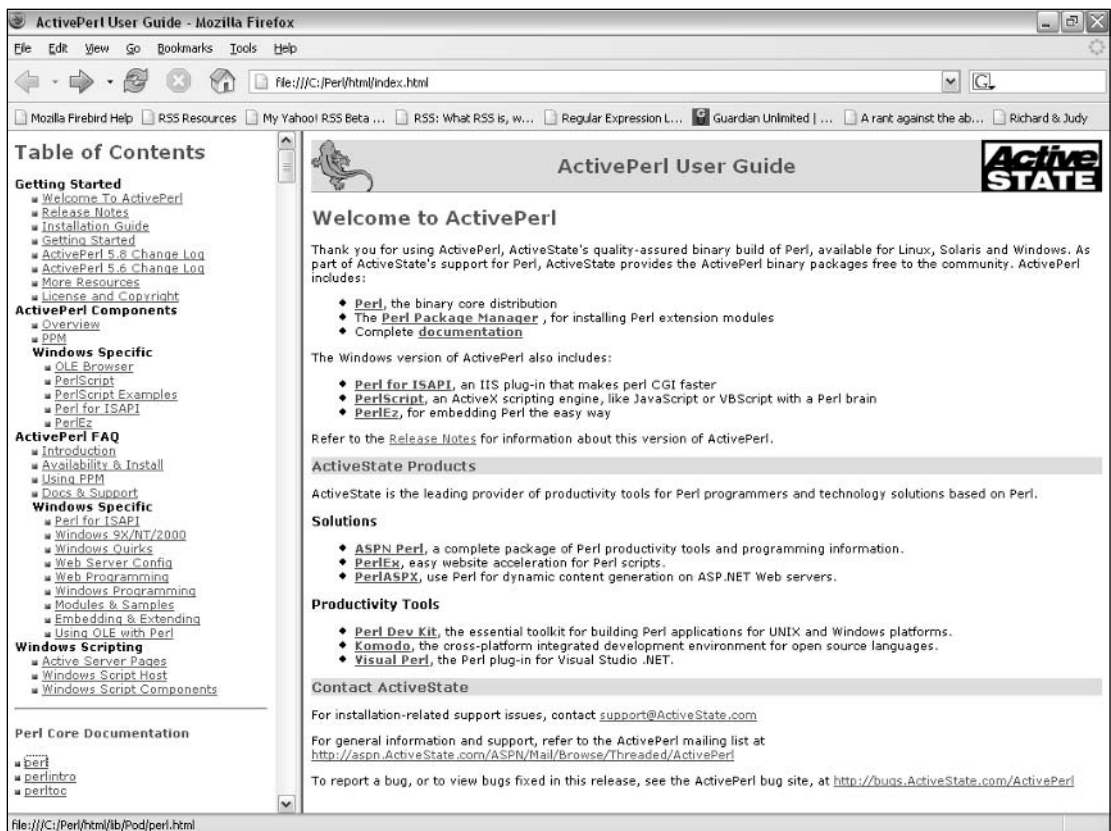 ActivePerl User Guide - Mozilla Firefox
File Edit View Go Bookmarks Tools Help
file:///C:/Perl/html/index.html
G
Mozilla Firebird Help RSS Resources My Yahoo! RSS Beta ... RSS: What RSS is, w... Regular Expression L... Guardian Unlimited | ... A rant against the ab... Richard & Judy
Table of Contents
Getting Started
Welcome To ActivePerl
Release Notes
Installation Guide
Getting Started
ActivePerl 5.8 Change Log
ActivePerl 5.6 Change Log
More Resources
License and Copyright
ActivePerl Components
Overview
PPM
Windows Specific
OLE Browser
PerlScript
PerlScript Examples
Perl for ISAPI
PerlEz
ActivePerl FAQ
Introduction
Availability & Install
Using PPM
Docs & Support
Windows Specific
Perl for ISAPI
Windows 9X/NT/2000
Windows Quirks
Web Server Config
Web Programming
Windows Programming
Modules & Samples
Embedding & Extending
Using OLE with Perl
Windows Scripting
Active Server Pages
Windows Script Host
Windows Script Components
Perl Core Documentation
perl
perlintro
perltoc
ActivePerl User Guide
Active
STATE
Welcome to ActivePerl
Thank you for using ActivePerl, ActiveState's quality-assured binary build of Perl, available for Linux, Solaris and Windows. As
part of ActiveState's support for Perl, ActiveState provides the ActivePerl binary packages free to the community. ActivePerl
includes:
Perl, the binary core distribution
The Perl Package Manager , for installing Perl extension modules
Complete documentation
The Windows version of ActivePerl also includes:
Perl for ISAPI, an IIS plug-in that makes perl CGI faster
PerlScript, an ActiveX scripting engine, like JavaScript or VBScript with a Perl brain
PerlEz, for embedding Perl the easy way
Refer to the Release Notes for information about this version of ActivePerl.
ActiveState Products
ActiveState is the leading provider of productivity tools for Perl programmers and technology solutions based on Perl.
Solutions
ASPN Perl, a complete package of Perl productivity tools and programming information.
PerlEx, easy website acceleration for Perl scripts.
PerlASPX, use Perl for dynamic content generation on ASP.NET Web servers.
Productivity Tools
Perl Dev Kit, the essential toolkit for building Perl applications for UNIX and Windows platforms.
Komodo, the cross-platform integrated development environment for open source languages.
Visual Perl, the Perl plug-in for Visual Studio .NET.
Contact ActiveState
For installation-related support issues, contact support@ActiveState.com
For general information and support, refer to the ActivePerl mailing list at
http://aspn.ActiveState.com/ASPN/Mail/Browse/Threaded/ActivePerl
To report a bug, or to view bugs fixed in this release, see the ActivePerl bug site, at http://bugs.ActiveState.com/ActivePerl
file:///C:/Perl/html/lib/Pod/perl.html